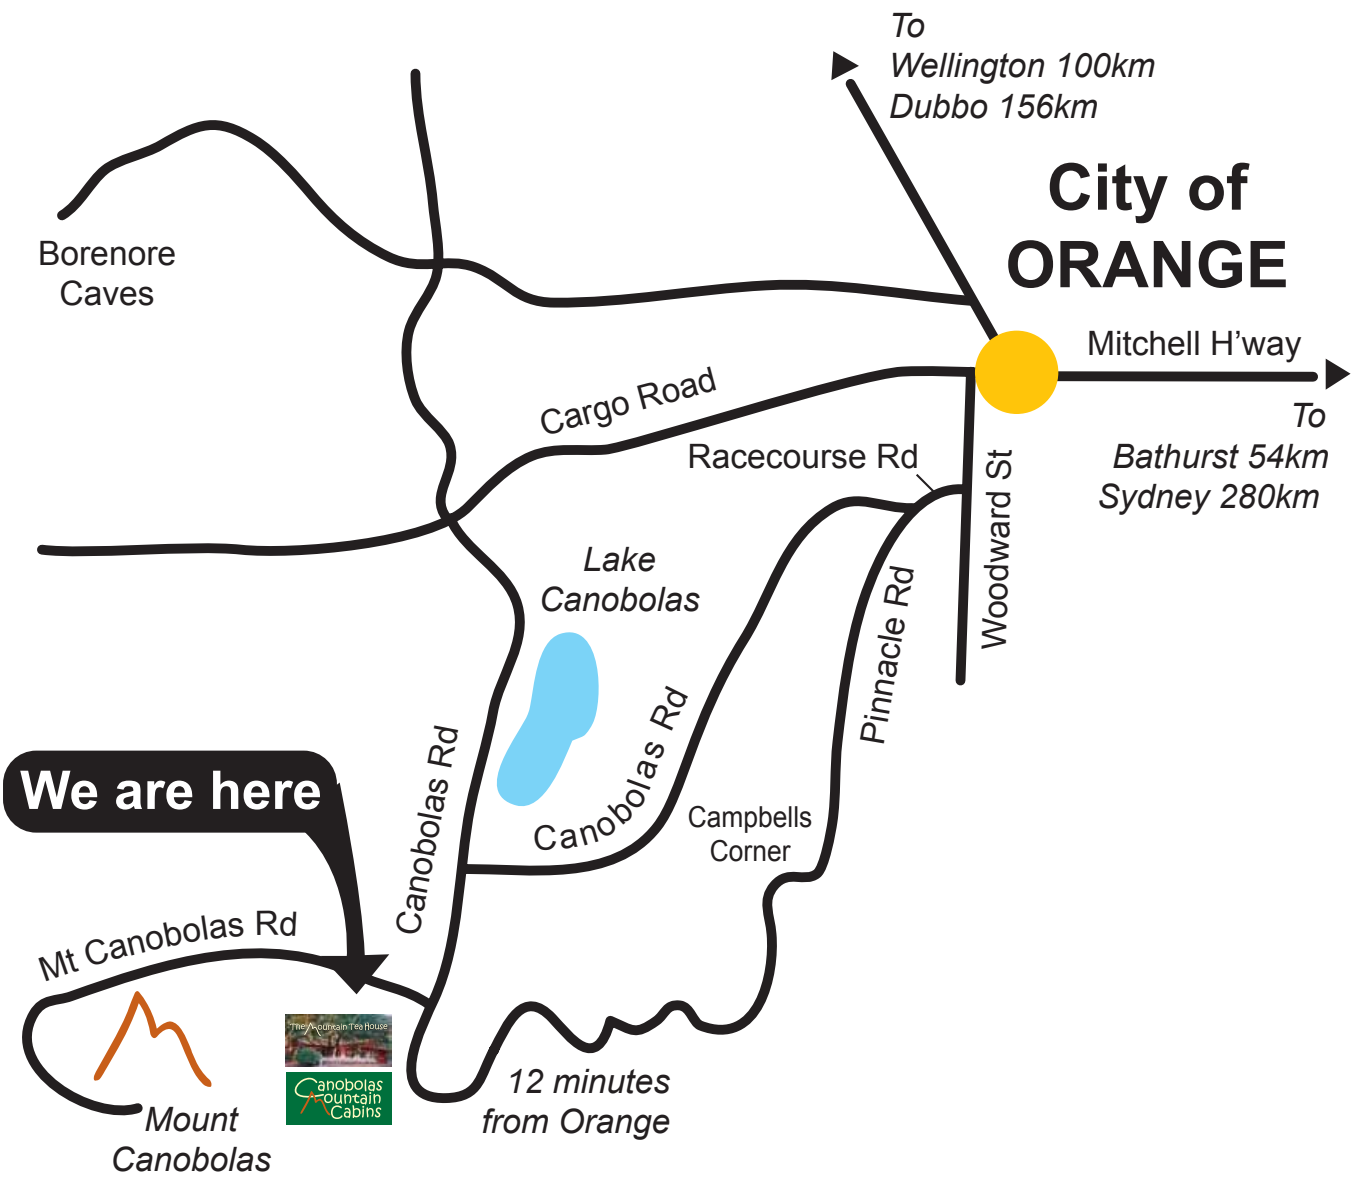 To
Wellington 100km
Dubbo 156km
City of
ORANGE
Borenore
Caves
Mitchell H’way
To
Bathurst 54km
Sydney 280km
Cargo Road
Racecourse Rd
Woodward St
Lake
Canobolas
Pinnacle Rd
Canobolas Rd
Canobolas Rd
We are here
Campbells
Corner
Mt Canobolas Rd
The Mountain Tea House
Canobolas
Mountain
Cabins
12 minutes
from Orange
Mount
Canobolas